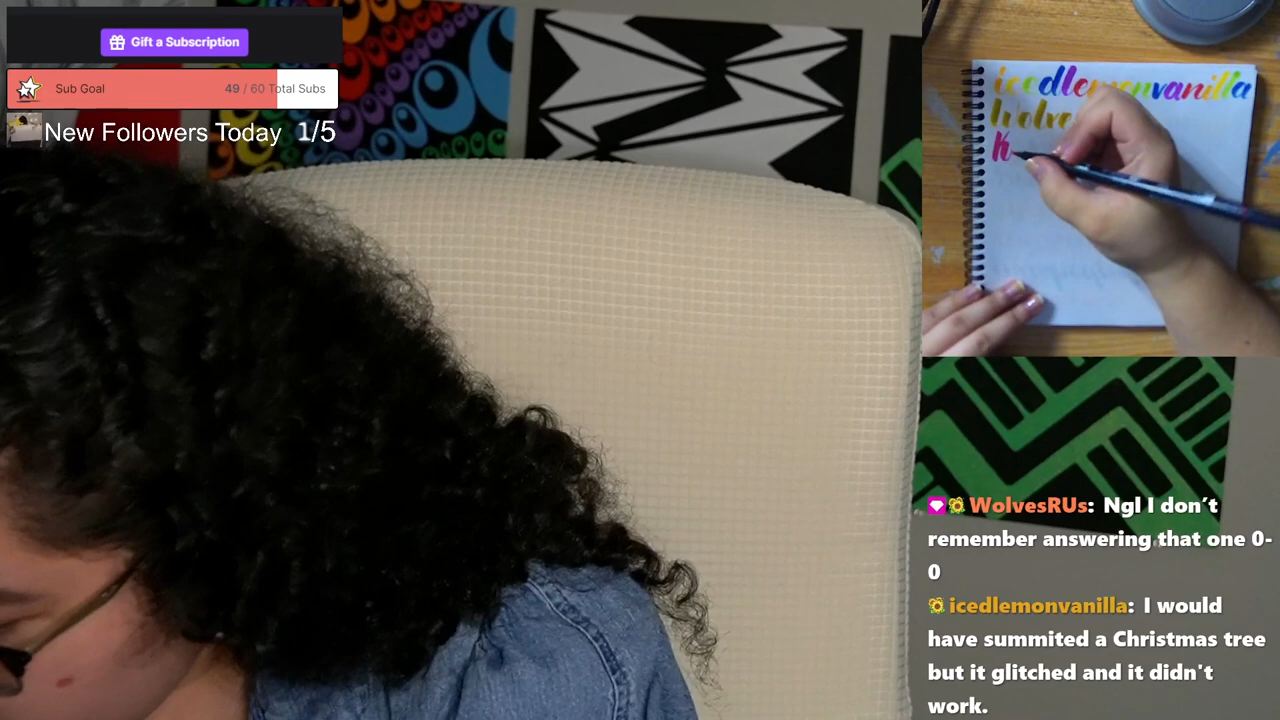 Gift a Subscription
Sub Goal
49 / 60 Total Subs
New Followers Today 1/5
icedlemonvanilla
K
WolvesRUs: Ngl I don't
remember answering that one 0-
0
icedlemonvanilla: I would
have summited a Christmas tree
but it glitched and it didn't
work.